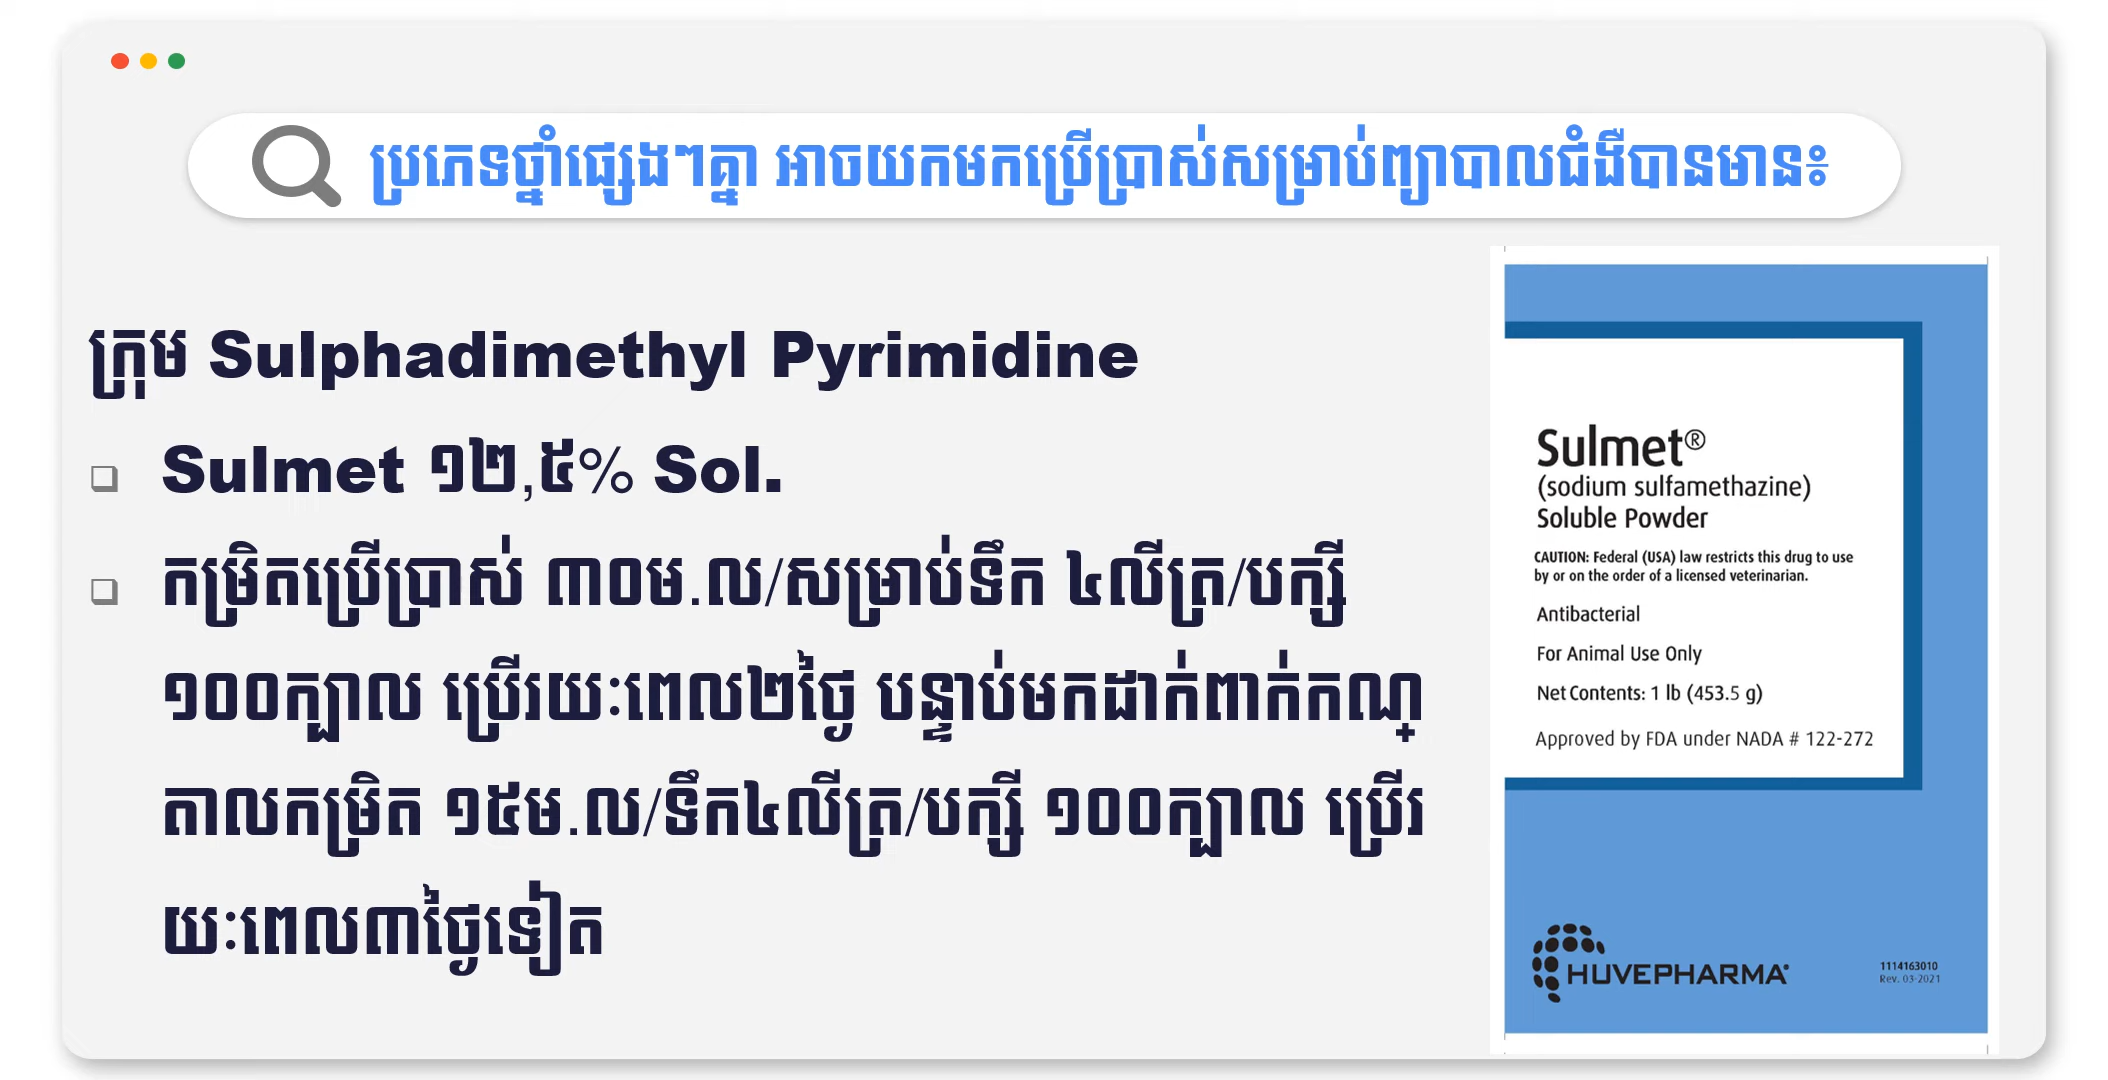 ប្រភេទថ្នាំផ្សេងៗគ្នា អាចយកមកប្រើប្រាស់សម្រាប់ព្យាបាលជំងឺបានមាន៖
ក្រុម Sulphadimethyl Pyrimidine
Sulmet ១២,៥% Sol.
កម្រិតប្រើប្រាស់ ៣០ម.ល/សម្រាប់ទឹក ៤លីត្រ/បក្សី
១០០ក្បាល ប្រើរយៈពេល២ថ្ងៃ បន្ទាប់មកដាក់ពាក់កណ្
តាលកម្រិត ១៥ម.ល/ទឹក៤លីត្រ/បក្សី ១០០ក្បាល ប្រើរ
យៈពេល៣ថ្ងៃទៀត
Sulmet®
(sodium sulfamethazine)
Soluble Powder
CAUTION: Federal (USA) law restricts this drug to use
by or on the order of a licensed veterinarian.
Antibacterial
For Animal Use Only
Net Contents: 1 lb (453.5 g)
Approved by FDA under NADA # 122-272
HUVEPHARMA®
1114163010
Rev. 03-2021